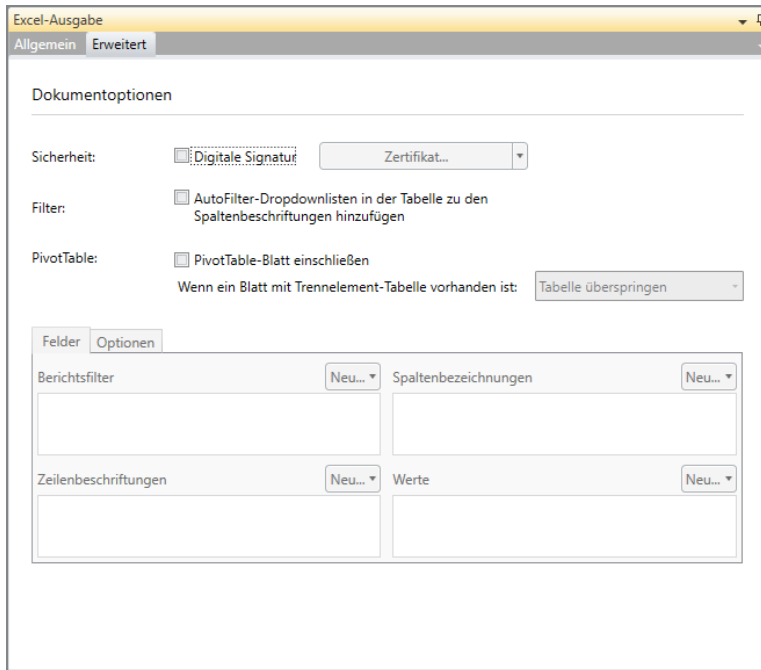 Excel-Ausgabe
Allgemein Erweitert
Dokumentoptionen
Sicherheit: Digitale Signatur Zertifikat...
Filter: AutoFilter-Dropdownlisten in der Tabelle zu den
Spaltenbeschriftungen hinzufügen
PivotTable: PivotTable-Blatt einschließen
Wenn ein Blatt mit Trennelement-Tabelle vorhanden ist: Tabelle überspringen
Felder Optionen
Berichtsfilter Neu... Spaltenbezeichnungen Neu...
Zeilenbeschriftungen Neu... Werte Neu...